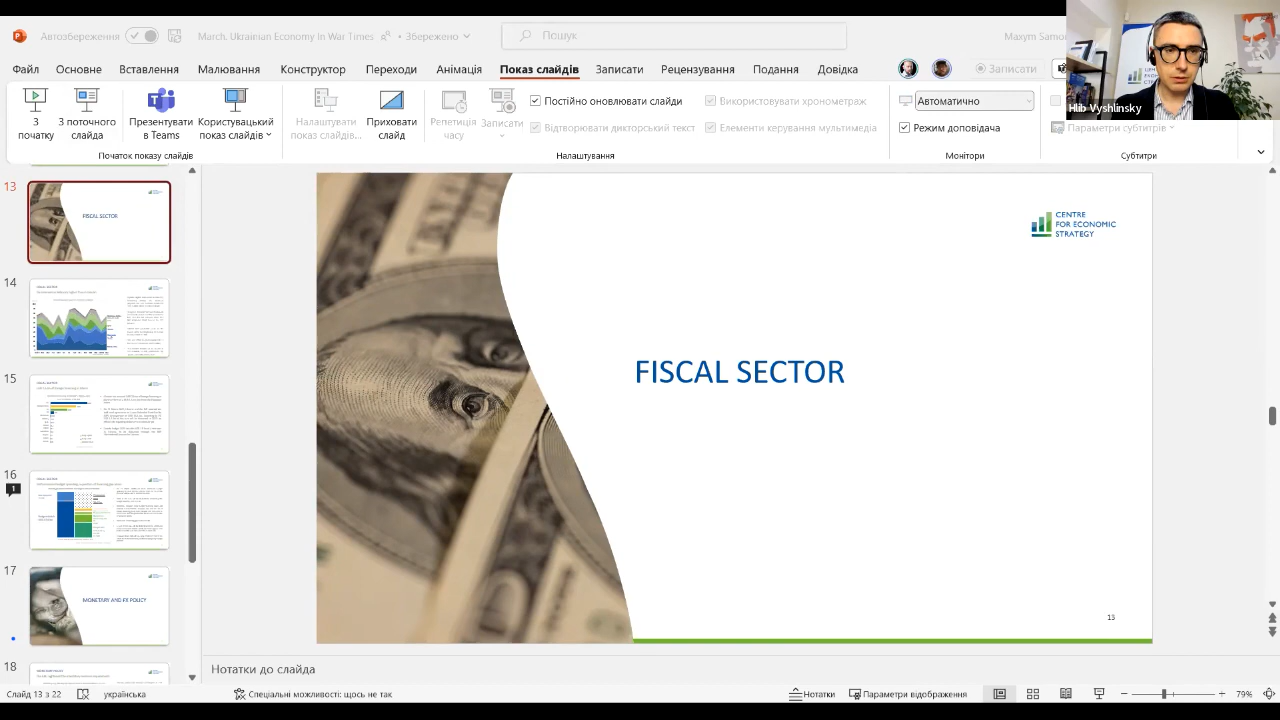 Автозбереження
March. Ukrainian Economy In War Times
Збережено
Пошук
Maxym Samoi
Файл Основне Вставлення Малювання Конструктор Переходи Анімація Показ слайдів Записати Рецензування Подання Довідка
Записати
Hlib Vyshlinsky
З початку
З поточного слайда
Презентувати в Teams
Користувацький показ слайдів
Налаштувати показ слайдів...
Приховати слайд
Репетиція часу
Записати
Постійно оновлювати слайди
Відтворювати дикторський текст
Використовувати хронометраж
Елементи керування мультимедіа
Автоматично
Режим доповідача
Параметри субтитрів
Початок показу слайдів
Налаштування
Монітори
Субтитри
13
FISCAL SECTOR
14
15
16
1
17
MONETARY AND FX POLICY
18
CENTRE
FOR ECONOMIC
STRATEGY
FISCAL SECTOR
13
Нотатки до слайда
Слайд 13 з 22
українська
Спеціальні можливості: щось не так
Нотатки
Параметри відображення
79%